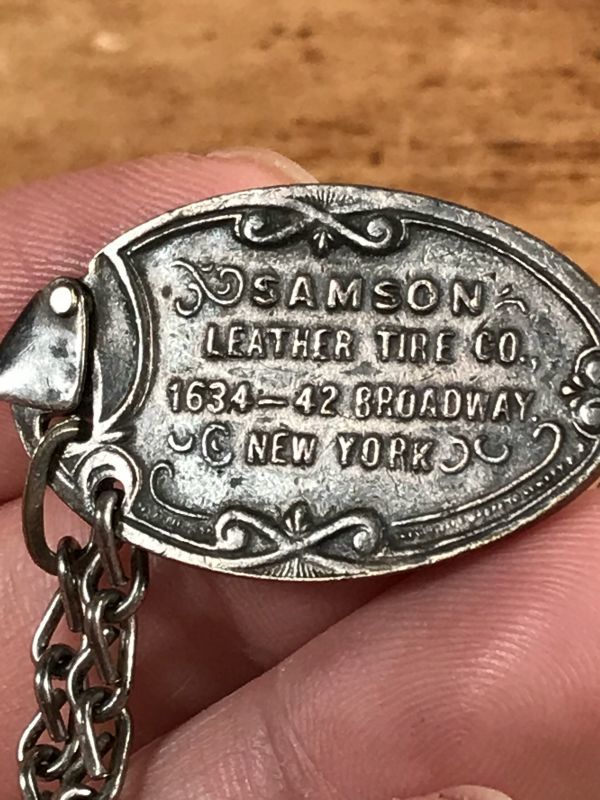 SAMSON
LEATHER TIRE CO.,
1634-42 BROADWAY.
NEW YORK